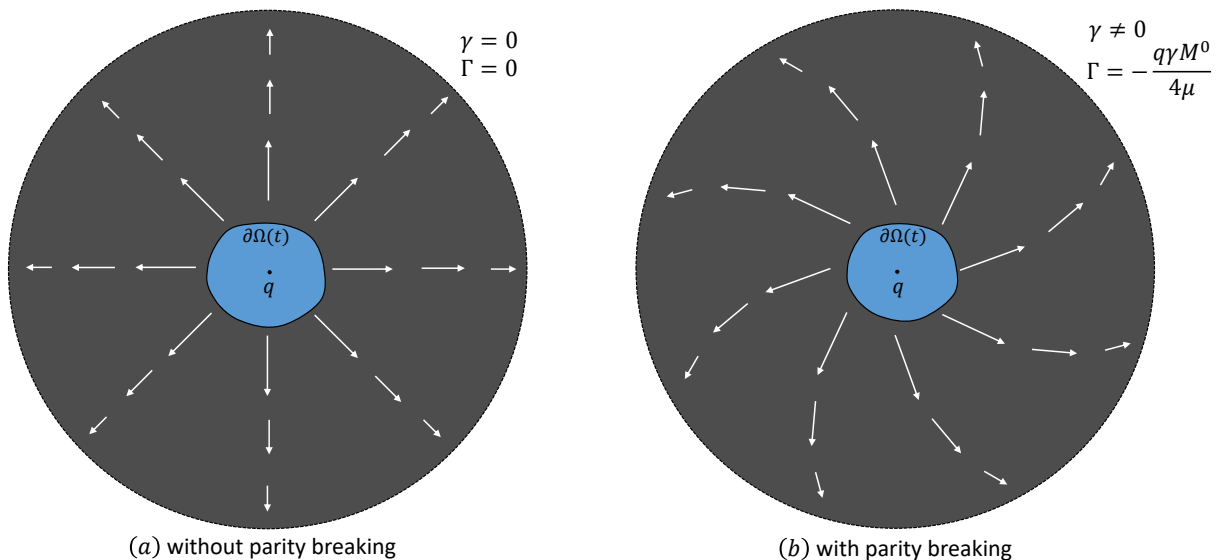 γ = 0
Γ = 0
∂Ω(t)
q
(a) without parity breaking
γ ≠ 0
Γ = − qγM⁰ / 4μ
∂Ω(t)
q
(b) with parity breaking